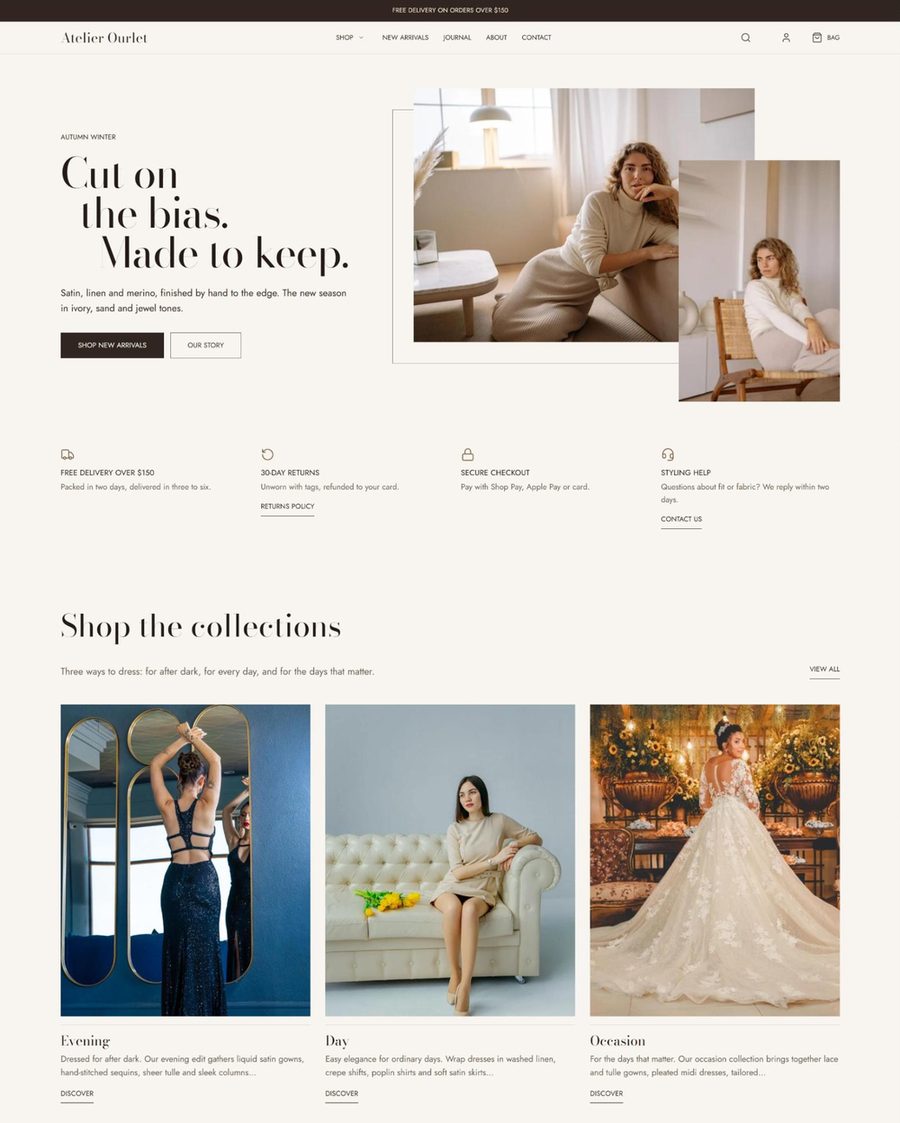 FREE DELIVERY ON ORDERS OVER $150
Atelier Ourlet
SHOP
NEW ARRIVALS
JOURNAL
ABOUT
CONTACT
BAG
AUTUMN WINTER
Cut on
the bias.
Made to keep.
Satin, linen and merino, finished by hand to the edge. The new season
in ivory, sand and jewel tones.
SHOP NEW ARRIVALS
OUR STORY
FREE DELIVERY OVER $150
Packed in two days, delivered in three to six.
30-DAY RETURNS
Unworn with tags, refunded to your card.
RETURNS POLICY
SECURE CHECKOUT
Pay with Shop Pay, Apple Pay or card.
STYLING HELP
Questions about fit or fabric? We reply within two
days.
CONTACT US
Shop the collections
Three ways to dress: for after dark, for every day, and for the days that matter.
VIEW ALL
Evening
Dressed for after dark. Our evening edit gathers liquid satin gowns,
hand-stitched sequins, sheer tulle and sleek columns...
DISCOVER
Day
Easy elegance for ordinary days. Wrap dresses in washed linen,
crepe shifts, poplin shirts and soft satin skirts...
DISCOVER
Occasion
For the days that matter. Our occasion collection brings together lace
and tulle gowns, pleated midi dresses, tailored...
DISCOVER